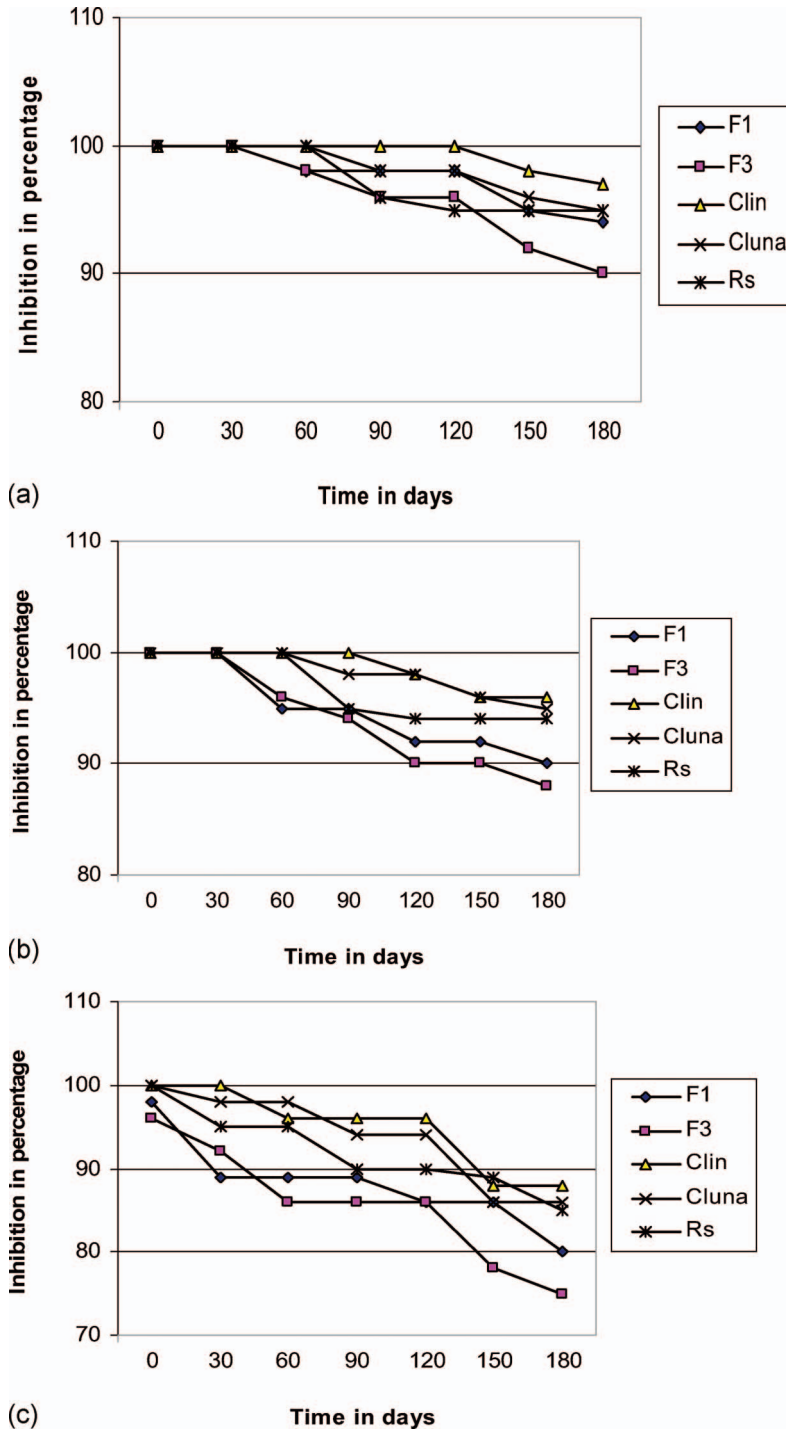 110
100
90
80
Inhibition in percentage
0 30 60 90 120 150 180
Time in days
F1
F3
Clin
Cluna
Rs
(a)
110
100
90
80
Inhibition in percentage
0 30 60 90 120 150 180
Time in days
F1
F3
Clin
Cluna
Rs
(b)
110
100
90
80
70
Inhibition in percentage
0 30 60 90 120 150 180
Time in days
F1
F3
Clin
Cluna
Rs
(c)